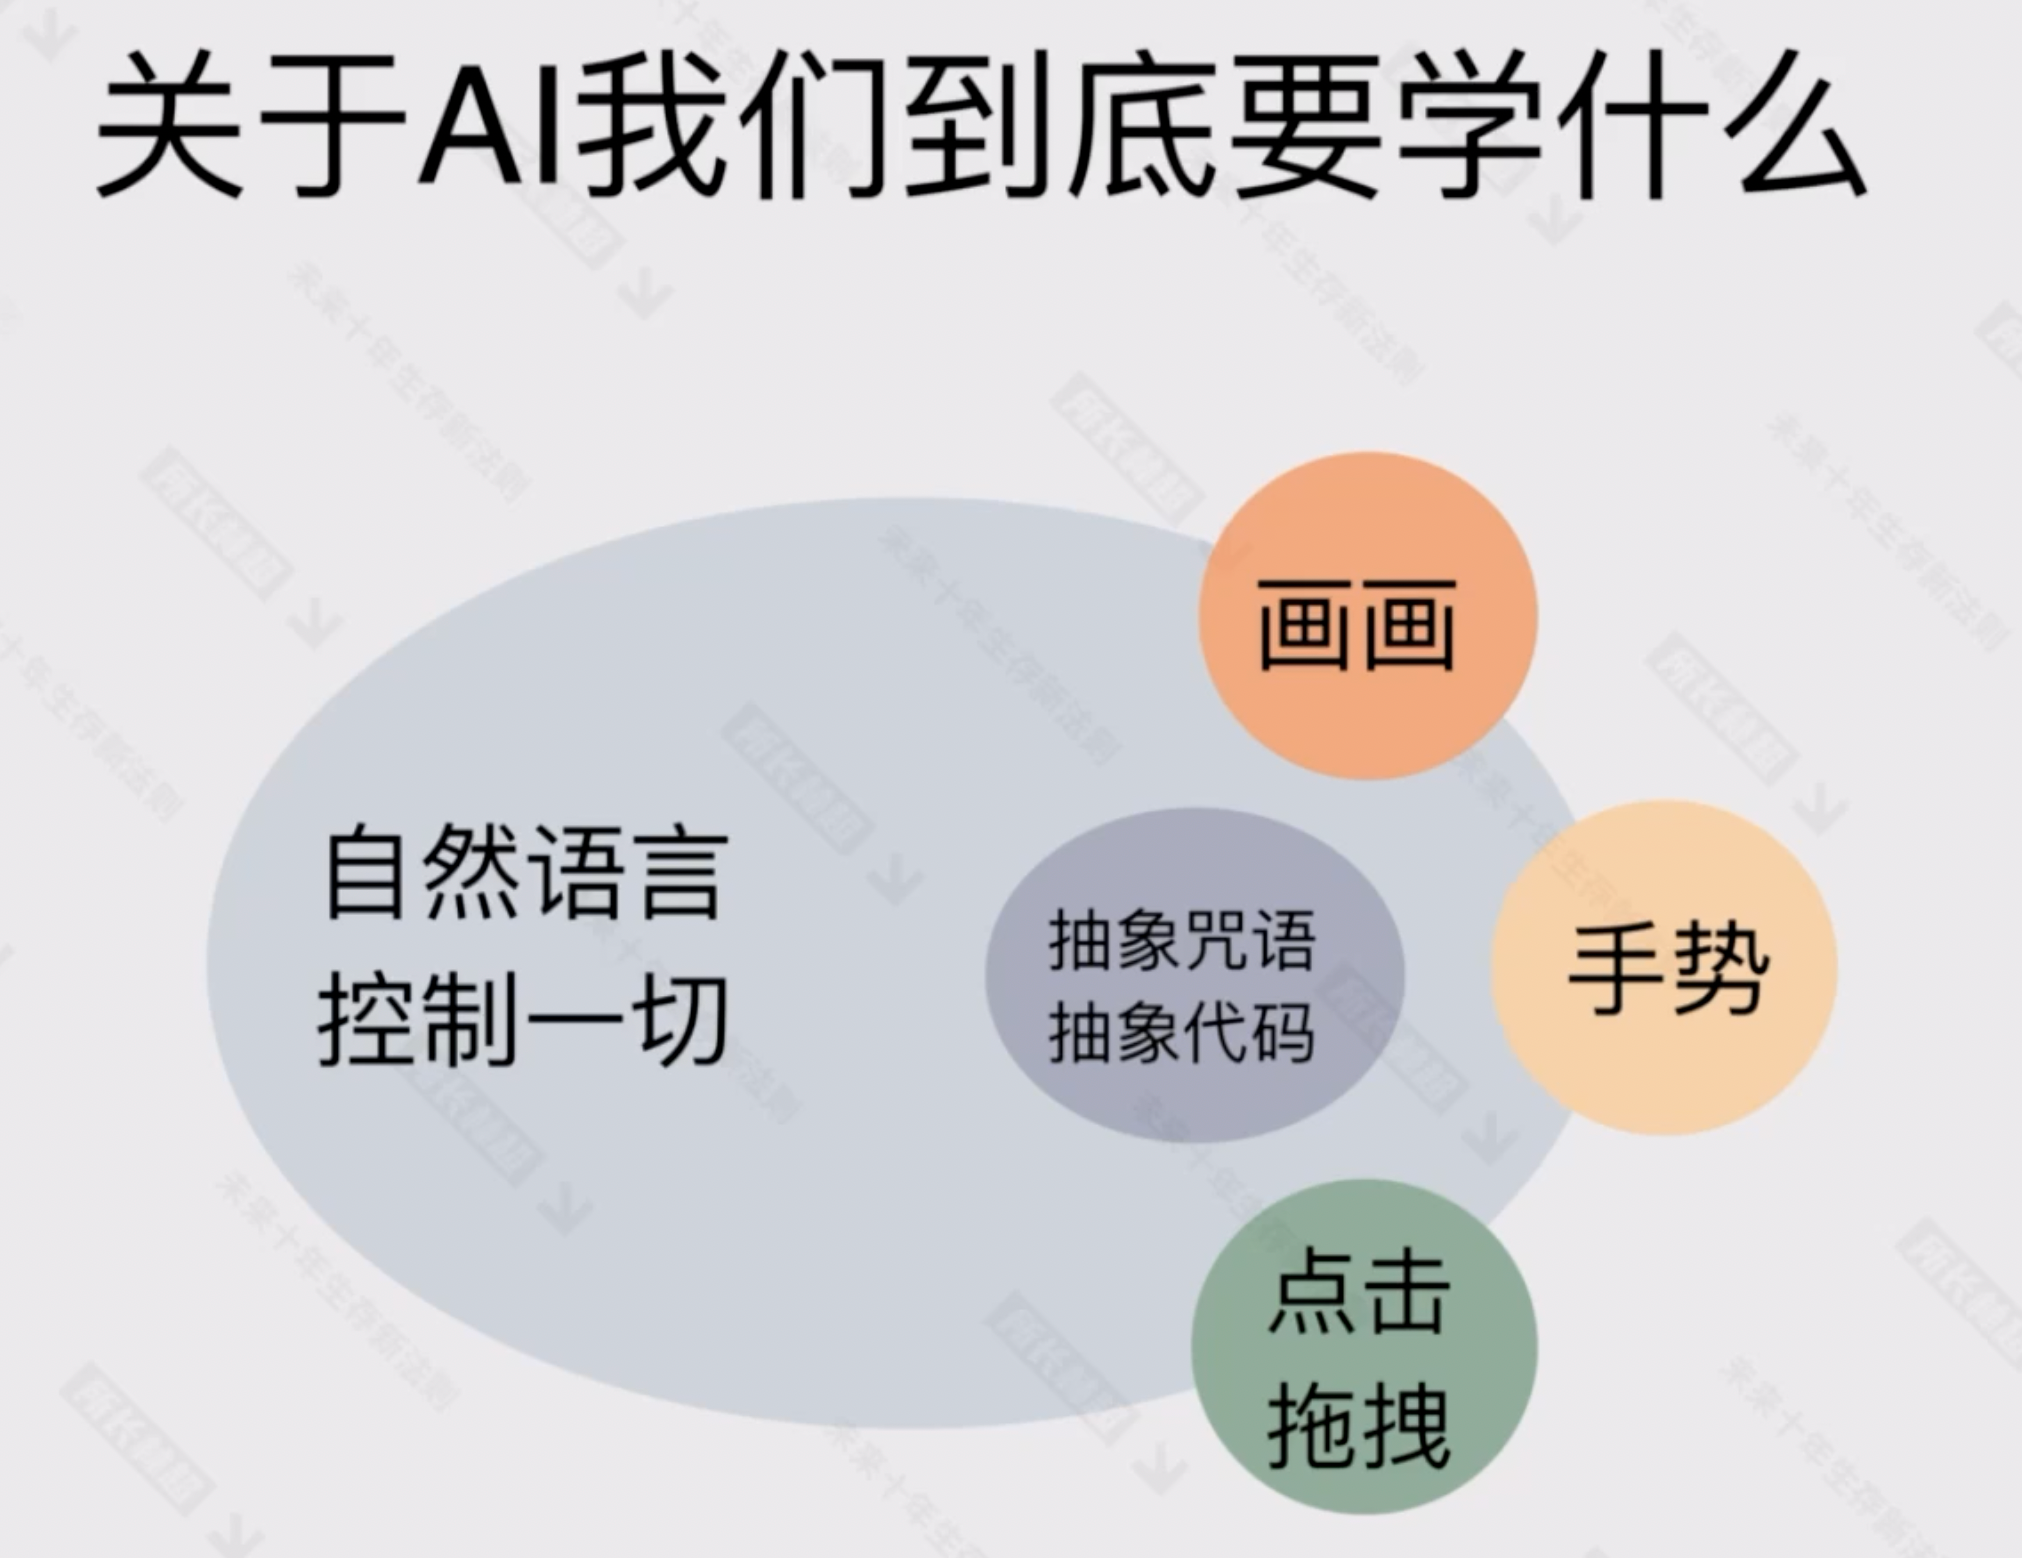 关于AI我们到底要学什么
画画
自然语言
控制一切
抽象咒语
抽象代码
手势
点击
拖拽
未来十年生存新法则